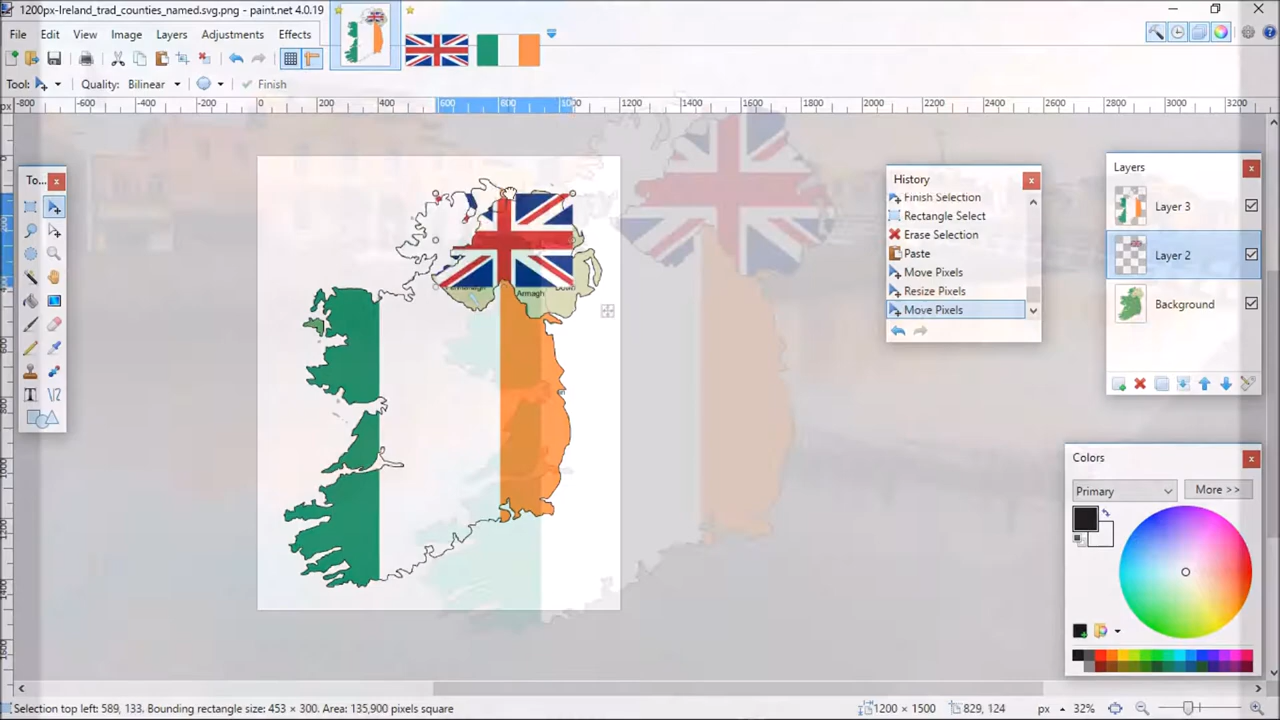 1200px-Ireland_trad_counties_named.svg.png - paint.net 4.0.19
File Edit View Image Layers Adjustments Effects
Tool: Quality: Bilinear Finish
px -800 -400 -200 0 200 400 600 800 1000 1200 1400 1600 1800 2000 2200 2400 2600 2800 3000 3200
To...
History
Finish Selection
Rectangle Select
Erase Selection
Paste
Move Pixels
Resize Pixels
Move Pixels
Layers
Layer 3
Layer 2
Background
Armagh
Colors
Primary
More >>
Selection top left: 589, 133. Bounding rectangle size: 453 × 300. Area: 135,900 pixels square
1200 × 1500
829, 124
px
32%